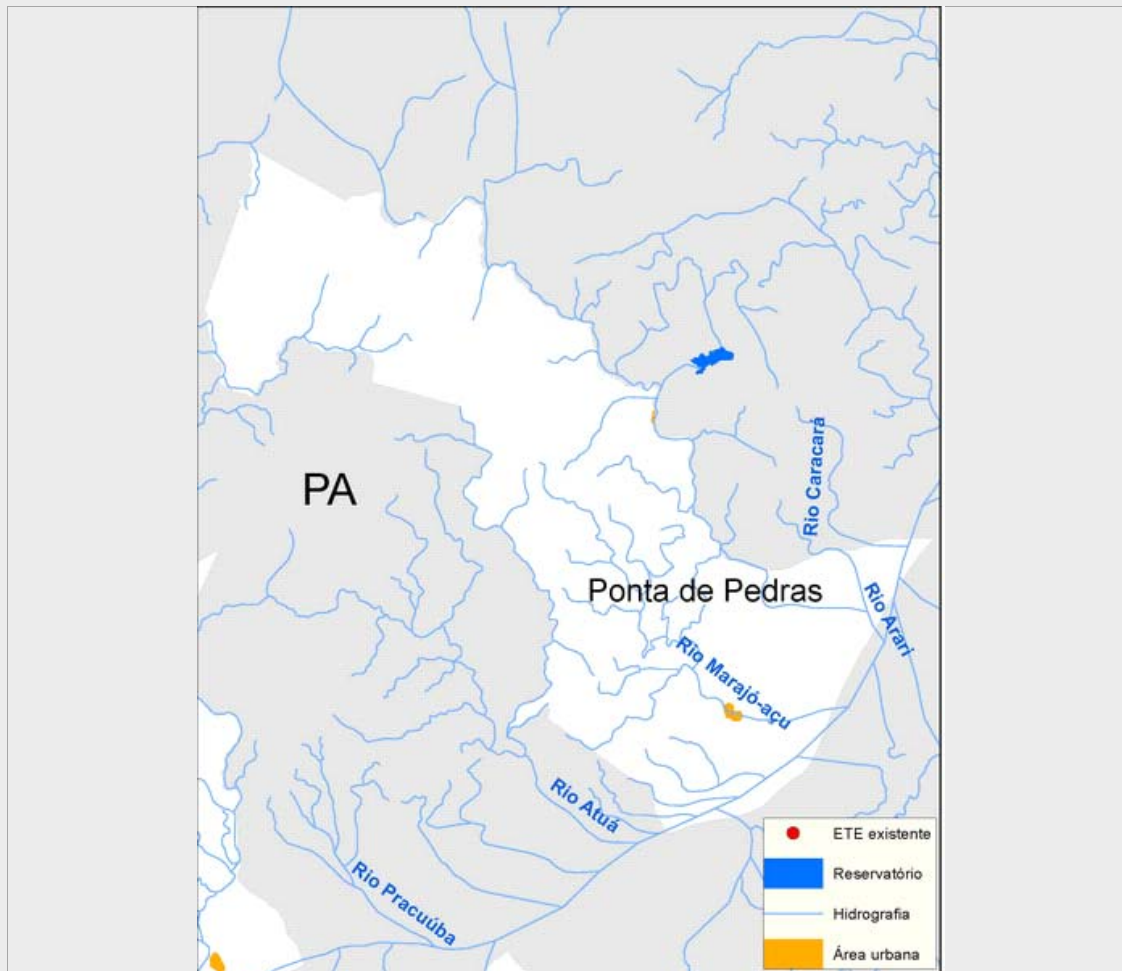 Rio Caracará
PA
Ponta de Pedras
Rio Arari
Rio Marajó-açu
Rio Atuá
Rio Pracuúba
ETE existente
Reservatório
Hidrografia
Área urbana